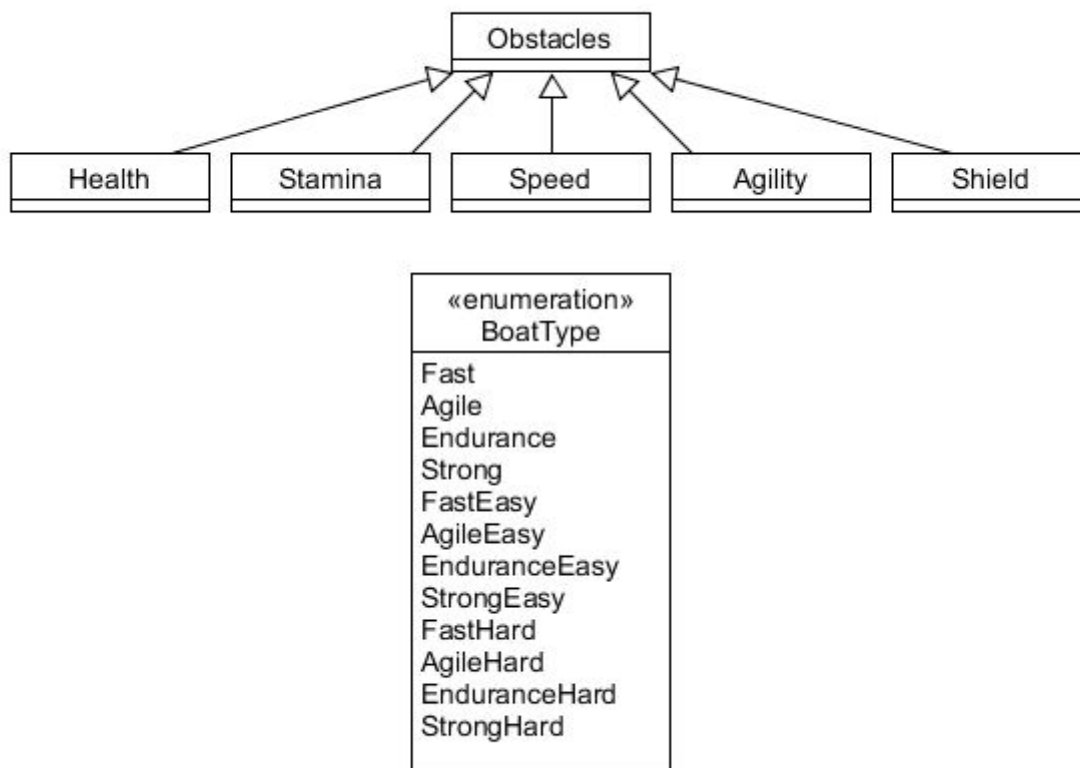 Obstacles
Health
Stamina
Speed
Agility
Shield
«enumeration»
BoatType
Fast
Agile
Endurance
Strong
FastEasy
AgileEasy
EnduranceEasy
StrongEasy
FastHard
AgileHard
EnduranceHard
StrongHard